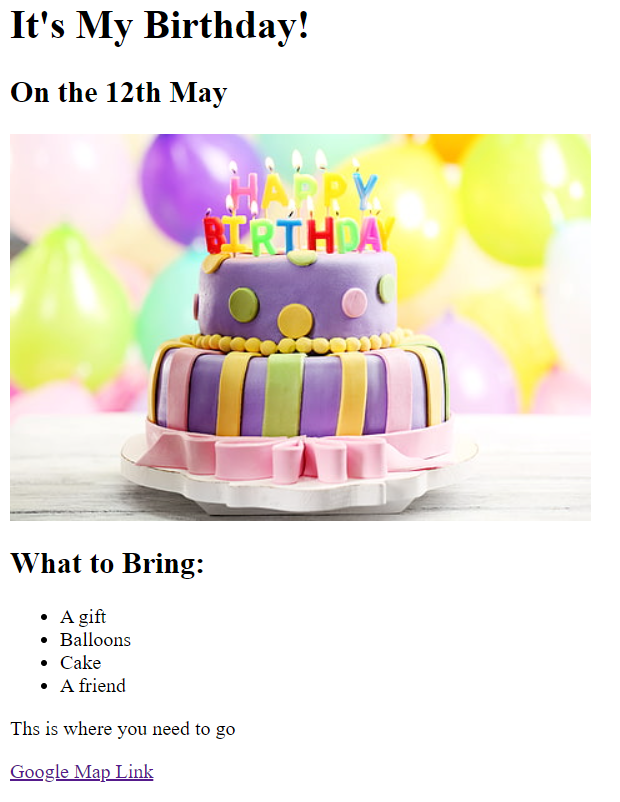 It's My Birthday!
On the 12th May
HAPPY
BIRTHDAY
What to Bring:
A gift
Balloons
Cake
A friend
Ths is where you need to go
Google Map Link